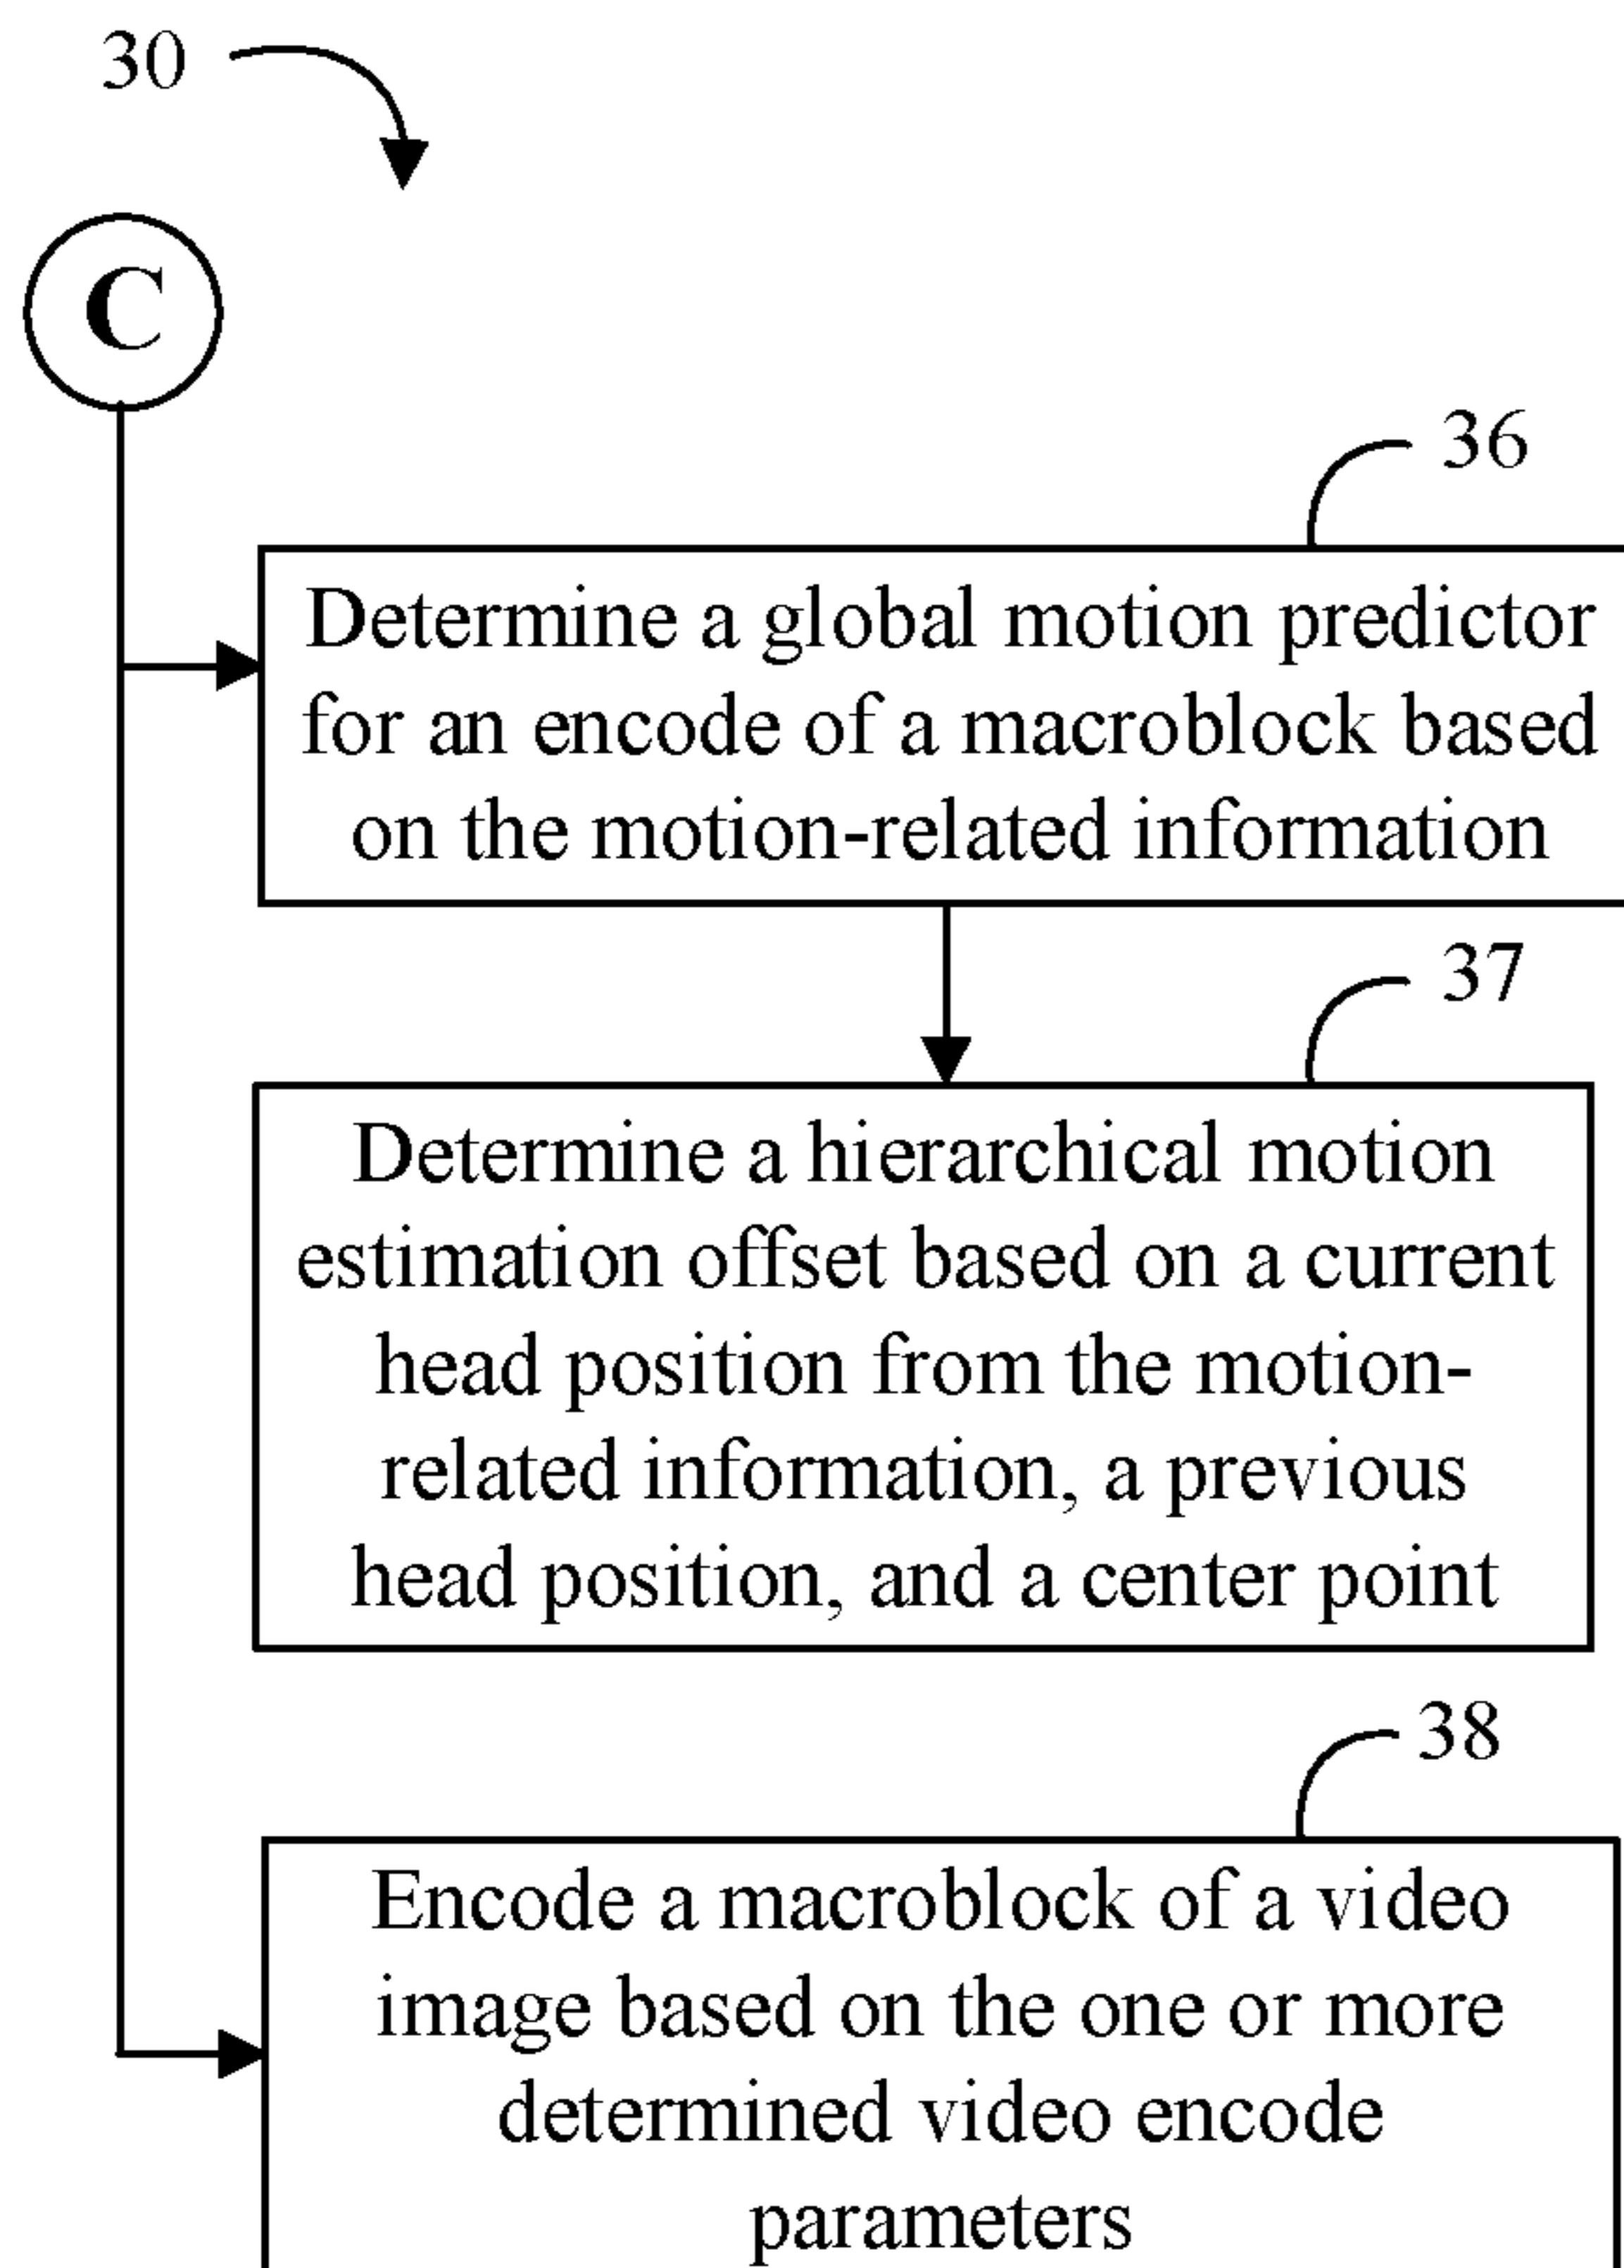 30
C
36
Determine a global motion predictor
for an encode of a macroblock based
on the motion-related information
37
Determine a hierarchical motion
estimation offset based on a current
head position from the motion-
related information, a previous
head position, and a center point
38
Encode a macroblock of a video
image based on the one or more
determined video encode
parameters